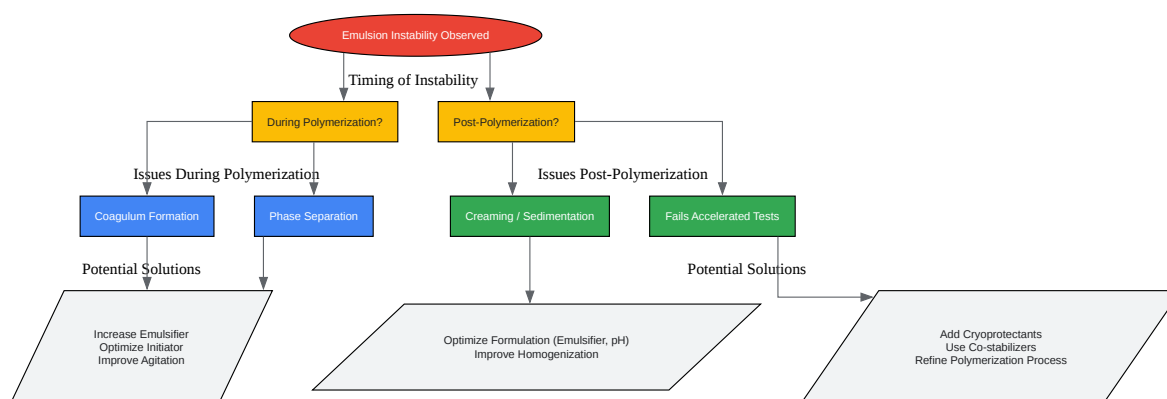 Emulsion Instability Observed
Timing of Instability
During Polymerization?
Post-Polymerization?
Issues During Polymerization
Issues Post-Polymerization
Coagulum Formation
Phase Separation
Creaming / Sedimentation
Fails Accelerated Tests
Potential Solutions
Potential Solutions
Increase Emulsifier
Optimize Initiator
Improve Agitation
Optimize Formulation (Emulsifier, pH)
Improve Homogenization
Add Cryoprotectants
Use Co-stabilizers
Refine Polymerization Process